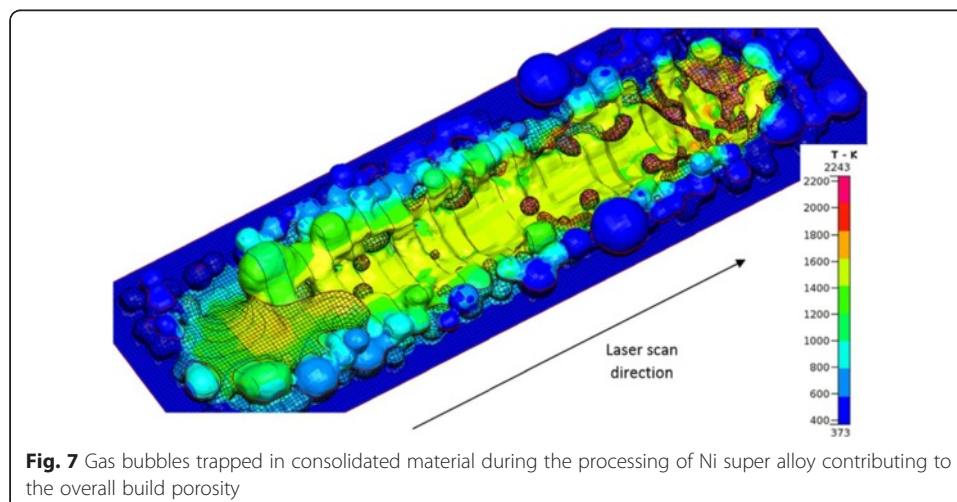 T - K
2243
2200
2000
1800
1600
1400
1200
1000
800
600
400
373
Laser scan
direction
Fig. 7 Gas bubbles trapped in consolidated material during the processing of Ni super alloy contributing to
the overall build porosity